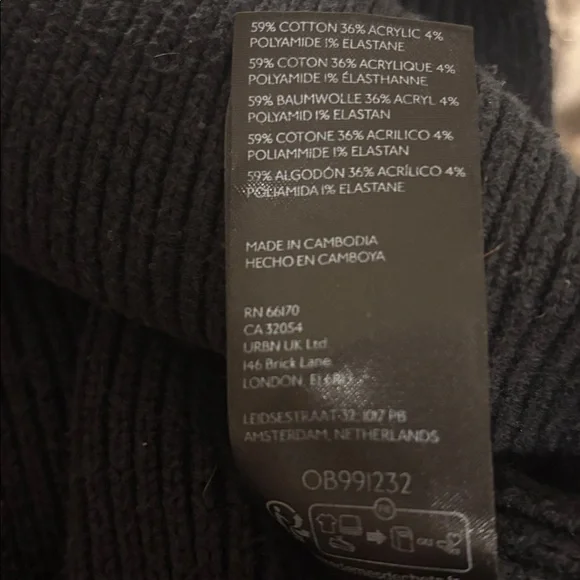 59% COTTON 36% ACRYLIC 4%
POLYAMIDE 1% ELASTANE
59% COTON 36% ACRYLIQUE 4%
POLYAMIDE 1% ÉLASTHANNE
59% BAUMWOLLE 36% ACRYL 4%
POLYAMID 1% ELASTAN
59% COTONE 36% ACRILICO 4%
POLIAMMIDE 1% ELASTAN
59% ALGODÓN 36% ACRÍLICO 4%
POLIAMIDA 1% ELASTANE
MADE IN CAMBODIA
HECHO EN CAMBOYA
RN 66170
CA 32054
URBN UK Ltd
146 Brick Lane
LONDON,
LEIDSESTRAAT 32, 1017 PB
AMSTERDAM, NETHERLANDS
OB991232
FR
OU